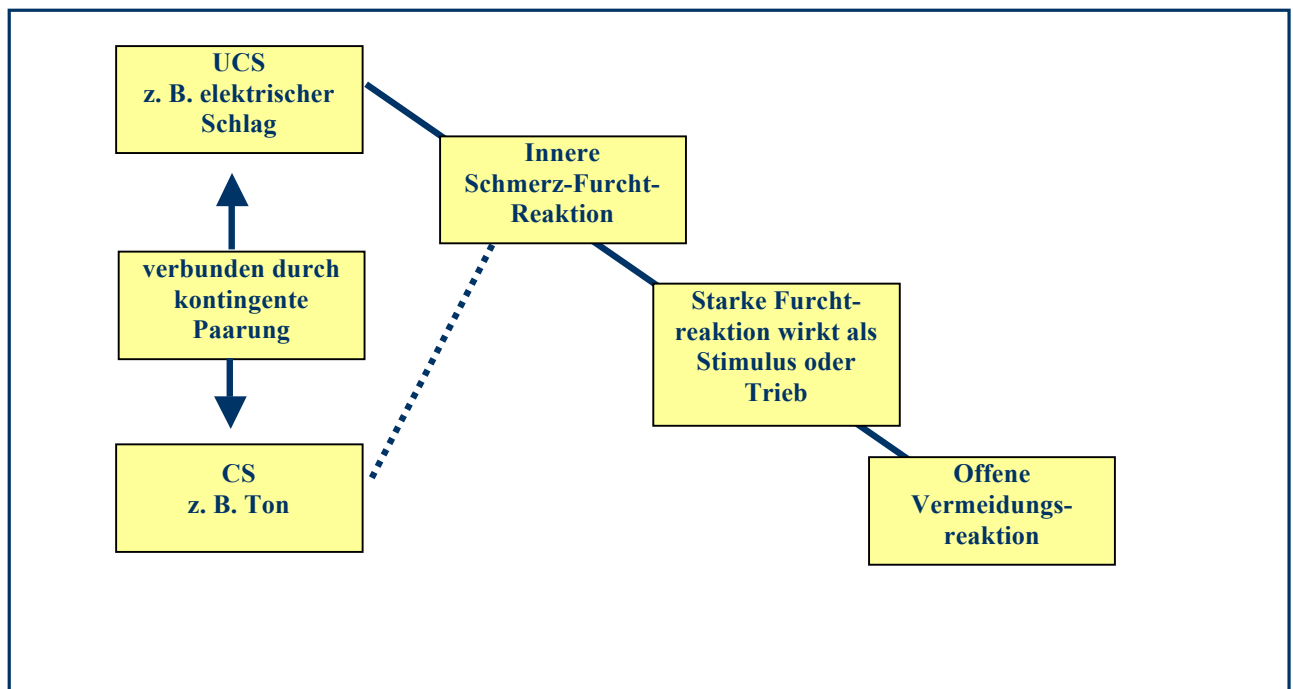 UCS
z. B. elektrischer
Schlag
Innere
Schmerz-Furcht-
Reaktion
verbunden durch
kontingente
Paarung
Starke Furcht-
reaktion wirkt als
Stimulus oder
Trieb
CS
z. B. Ton
Offene
Vermeidungs-
reaktion